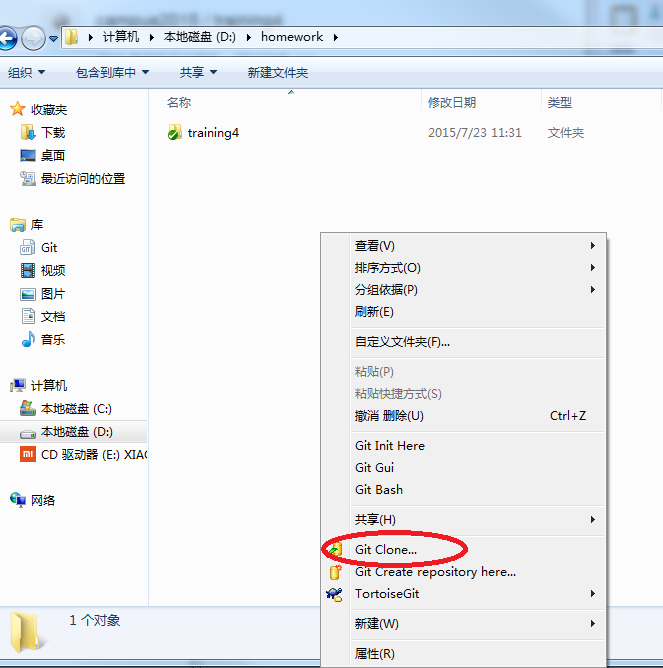 campus2015 / training4
计算机 本地磁盘 (D:) homework
组织 包含到库中 共享 新建文件夹
收藏夹
下载
桌面
最近访问的位置
库
Git
视频
图片
文档
音乐
计算机
本地磁盘 (C:)
本地磁盘 (D:)
CD 驱动器 (E:) XIAO
网络
名称 修改日期 类型
training4 2015/7/23 11:31 文件夹
查看(V)
排序方式(O)
分组依据(P)
刷新(E)
自定义文件夹(F)...
粘贴(P)
粘贴快捷方式(S)
撤消 删除(U) Ctrl+Z
Git Init Here
Git Gui
Git Bash
共享(H)
Git Clone...
Git Create repository here...
TortoiseGit
新建(W)
属性(R)
1 个对象